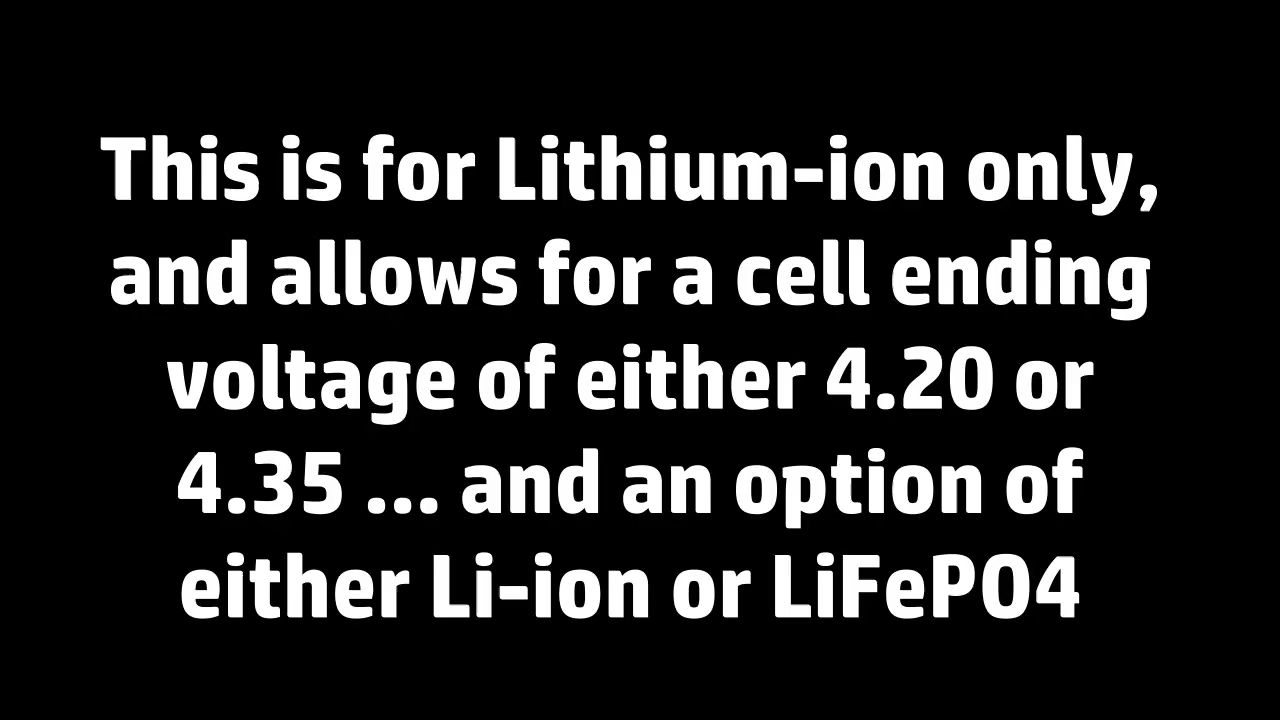 This is for Lithium-ion only,
and allows for a cell ending
voltage of either 4.20 or
4.35 ... and an option of
either Li-ion or LiFePO4